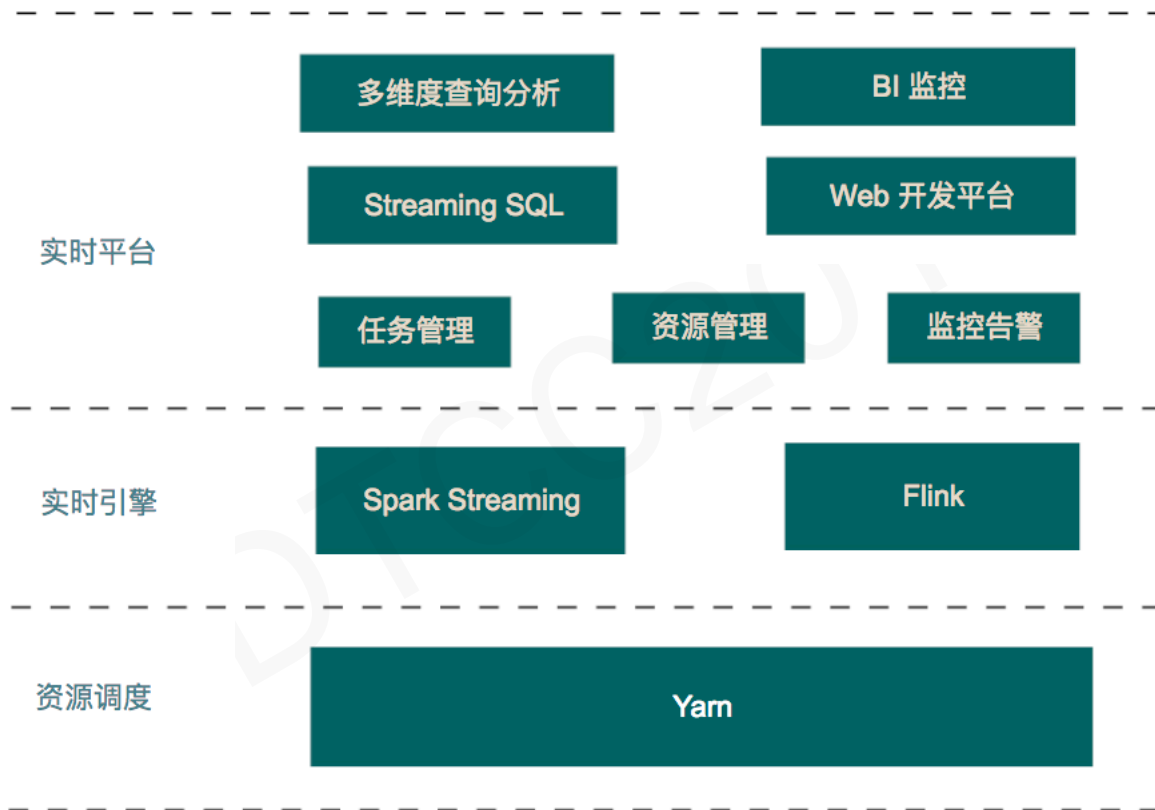 多维度查询分析
BI 监控
Streaming SQL
Web 开发平台
实时平台
任务管理
资源管理
监控告警
实时引擎
Spark Streaming
Flink
资源调度
Yarn